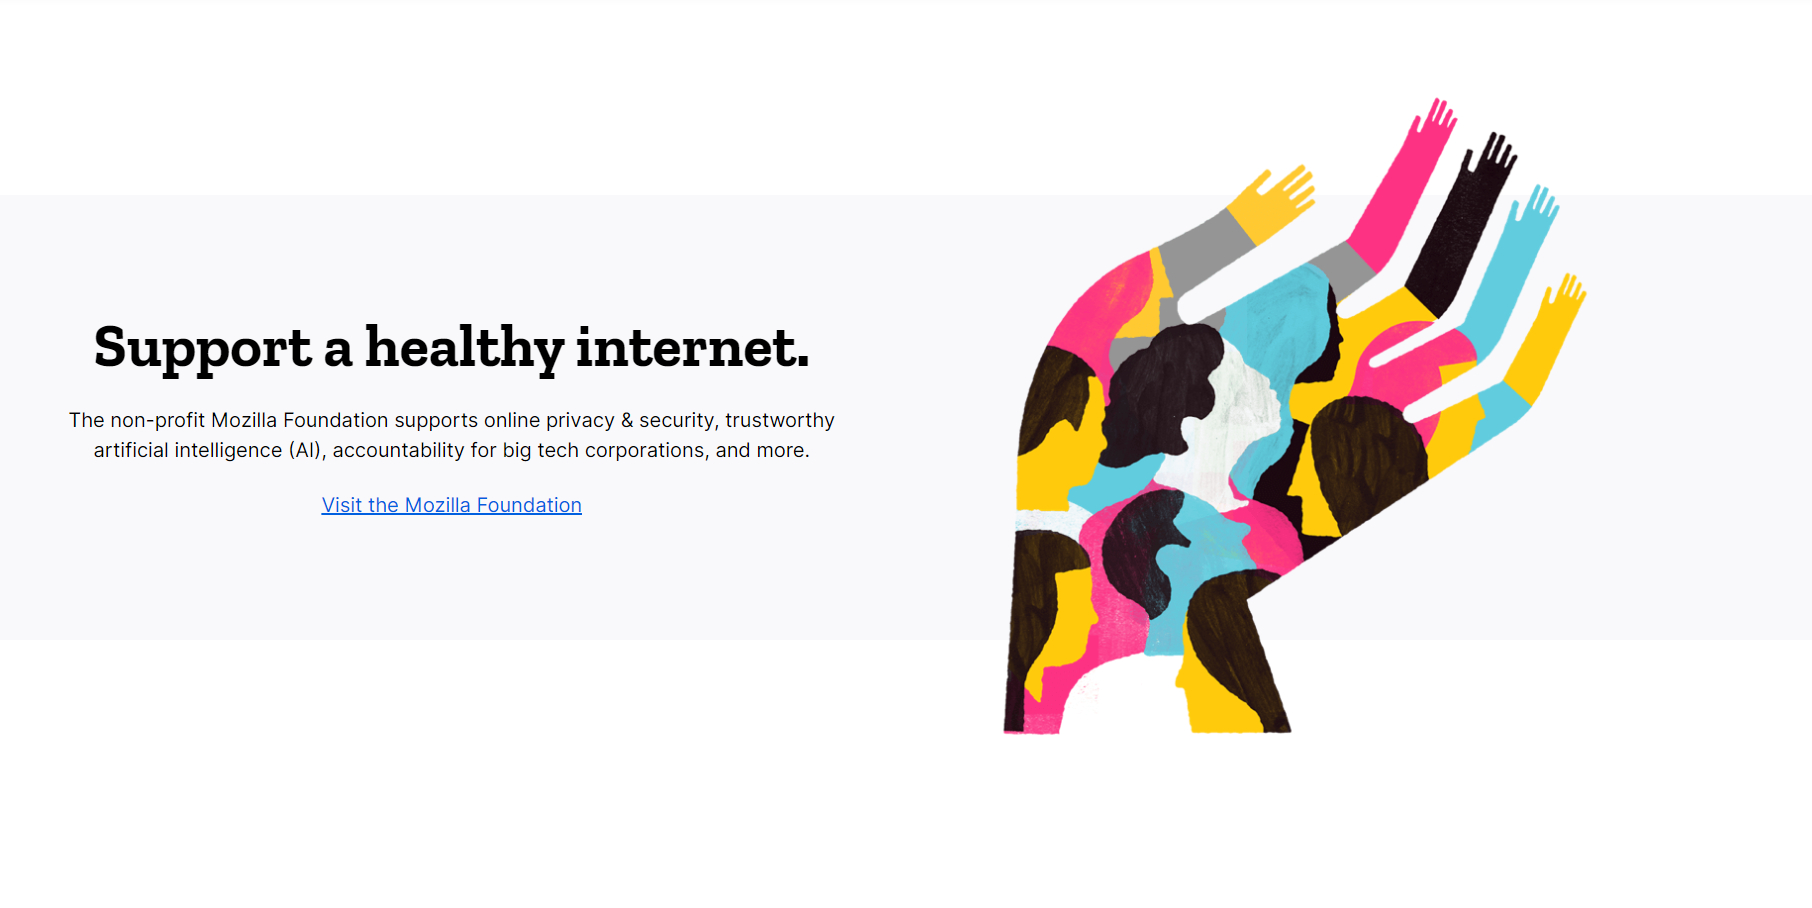 Support a healthy internet.
The non-profit Mozilla Foundation supports online privacy & security, trustworthy
artificial intelligence (AI), accountability for big tech corporations, and more.
Visit the Mozilla Foundation